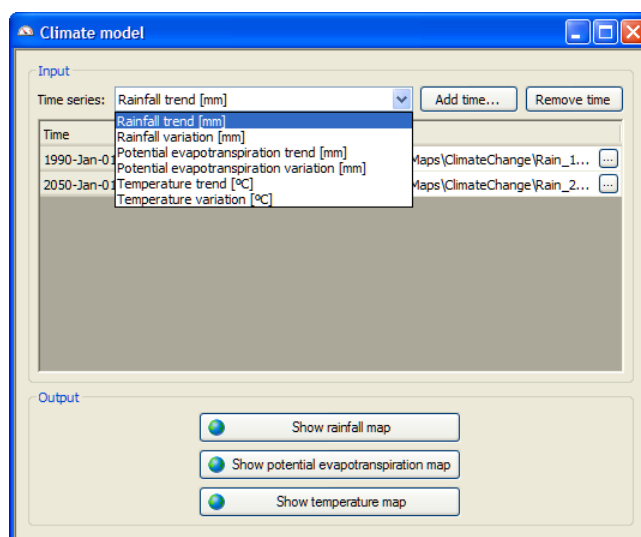 Climate model
Input
Time series: Rainfall trend [mm] Add time... Remove time
Rainfall trend [mm]
Rainfall variation [mm]
Potential evapotranspiration trend [mm]
Potential evapotranspiration variation [mm]
Temperature trend [ºC]
Temperature variation [ºC]
Time
1990-Jan-01 Maps\ClimateChange\Rain_1... ...
2050-Jan-01 Maps\ClimateChange\Rain_2... ...
Output
Show rainfall map
Show potential evapotranspiration map
Show temperature map